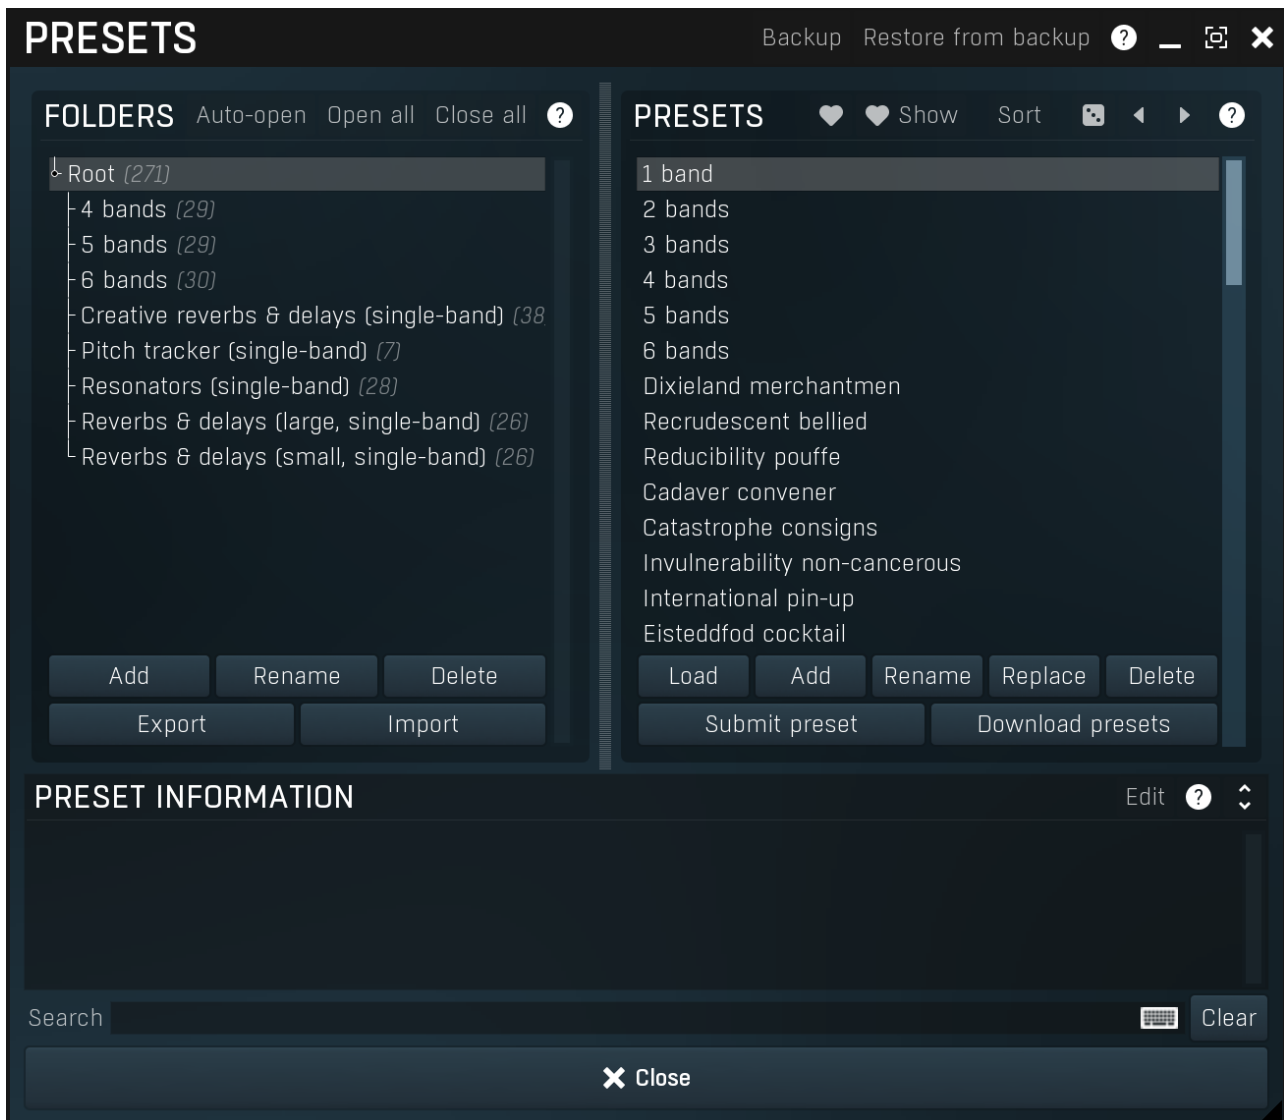 PRESETS Backup Restore from backup ?
FOLDERS Auto-open Open all Close all ?
Root (271)
4 bands (29)
5 bands (29)
6 bands (30)
Creative reverbs & delays (single-band) (38
Pitch tracker (single-band) (7)
Resonators (single-band) (28)
Reverbs & delays (large, single-band) (26)
Reverbs & delays (small, single-band) (26)
Add Rename Delete
Export Import
PRESETS Show Sort ?
1 band
2 bands
3 bands
4 bands
5 bands
6 bands
Dixieland merchantmen
Recrudescent bellied
Reducibility pouffe
Cadaver convener
Catastrophe consigns
Invulnerability non-cancerous
International pin-up
Eisteddfod cocktail
Load Add Rename Replace Delete
Submit preset Download presets
PRESET INFORMATION Edit ?
Search Clear
Close